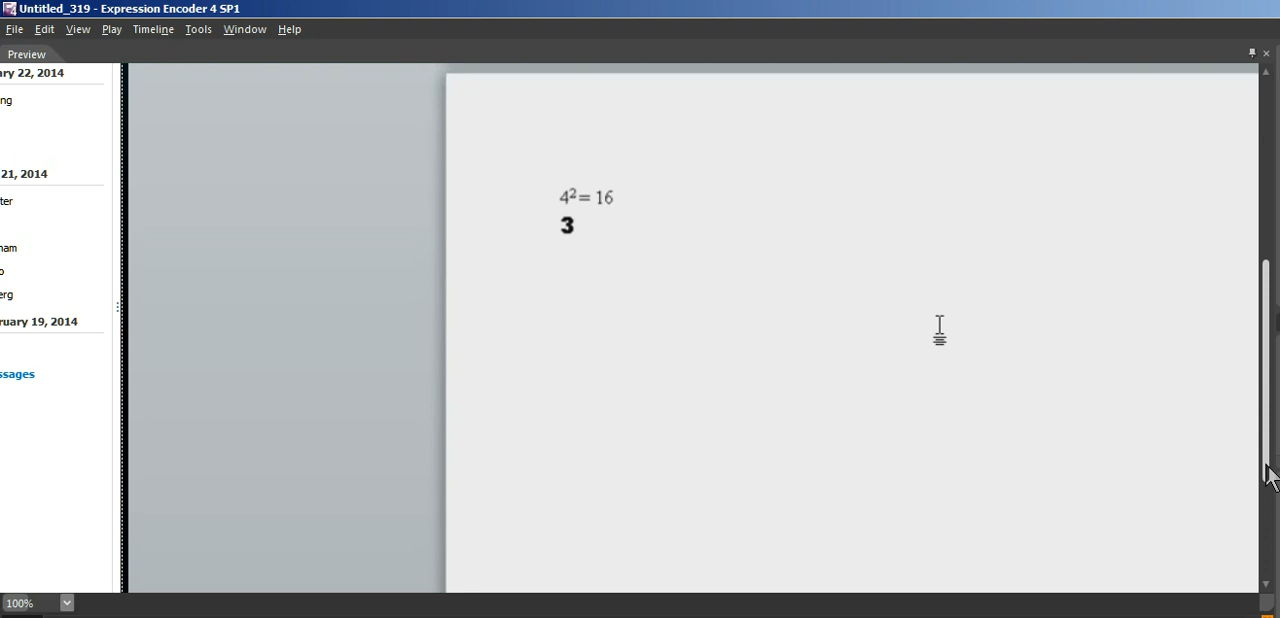 Untitled_319 - Expression Encoder 4 SP1
File Edit View Play Timeline Tools Window Help
Preview
ary 22, 2014
ng
21, 2014
ter
nam
o
erg
ruary 19, 2014
ssages
4²= 16
3
100%